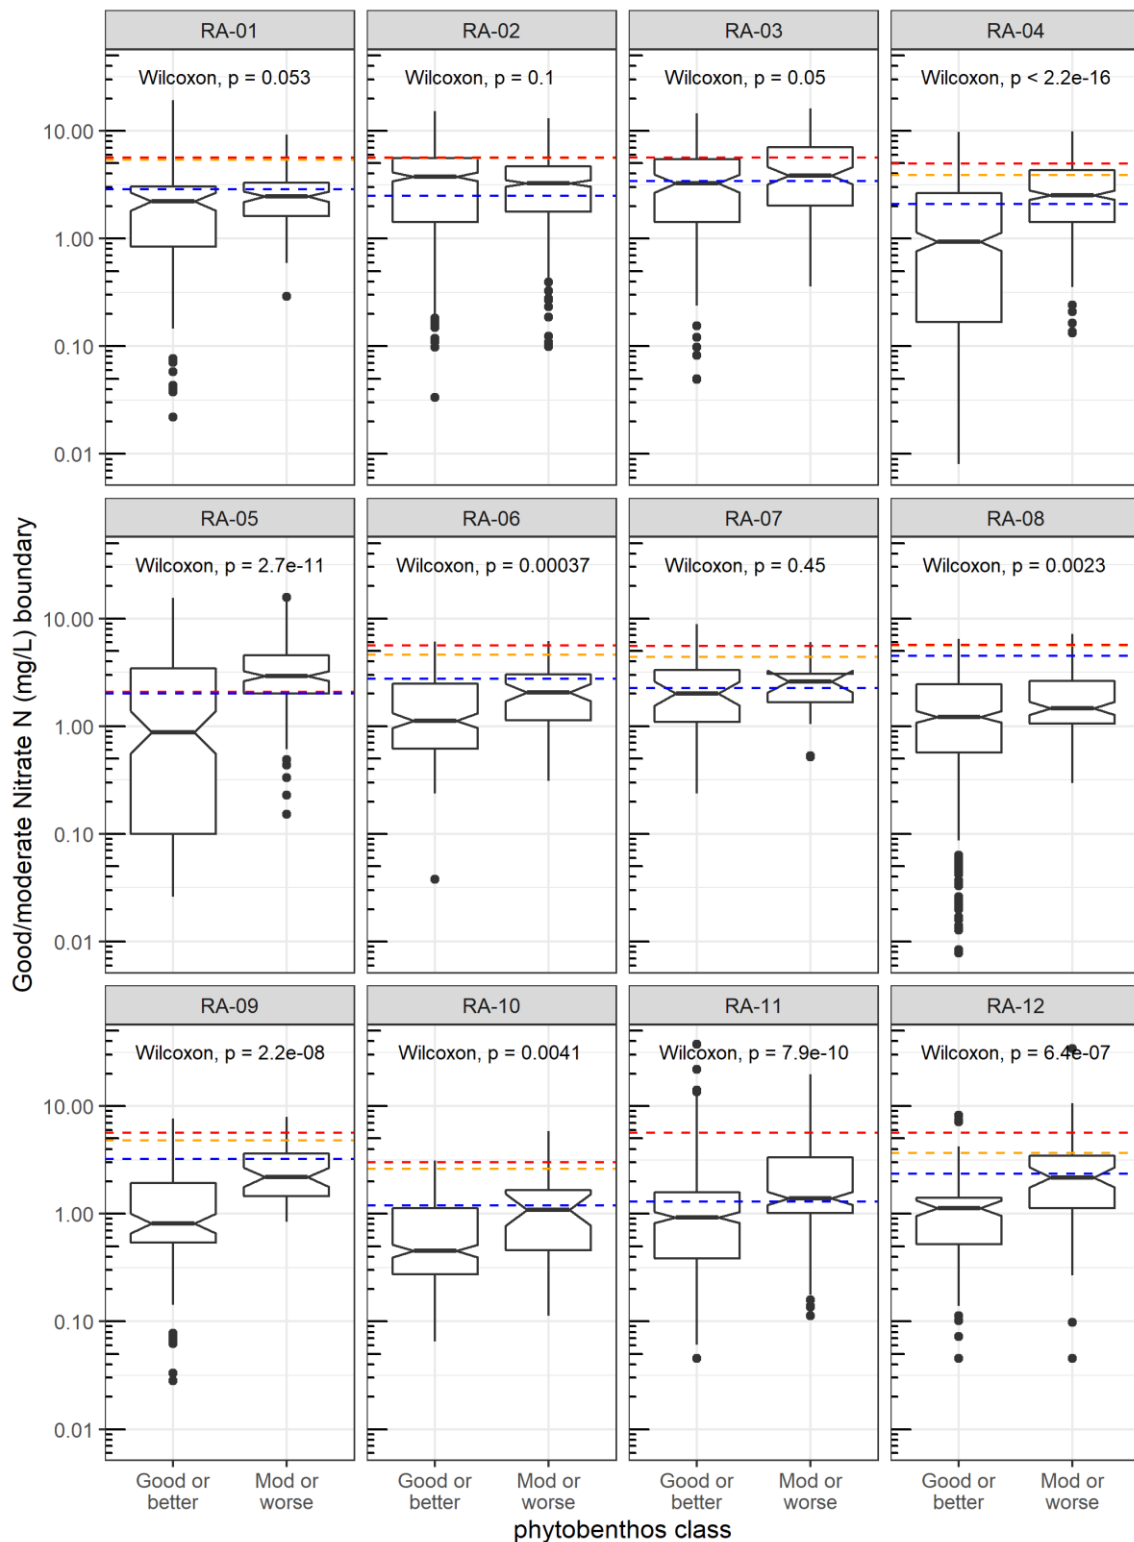 RA-01
RA-02
RA-03
RA-04
Wilcoxon, p = 0.053
Wilcoxon, p = 0.1
Wilcoxon, p = 0.05
Wilcoxon, p < 2.2e-16
10.00
1.00
0.10
0.01
RA-05
RA-06
RA-07
RA-08
Wilcoxon, p = 2.7e-11
Wilcoxon, p = 0.00037
Wilcoxon, p = 0.45
Wilcoxon, p = 0.0023
10.00
1.00
0.10
0.01
Good/moderate Nitrate N (mg/L) boundary
RA-09
RA-10
RA-11
RA-12
Wilcoxon, p = 2.2e-08
Wilcoxon, p = 0.0041
Wilcoxon, p = 7.9e-10
Wilcoxon, p = 6.4e-07
10.00
1.00
0.10
0.01
Good or
better
Mod or
worse
Good or
better
Mod or
worse
Good or
better
Mod or
worse
Good or
better
Mod or
worse
phytobenthos class